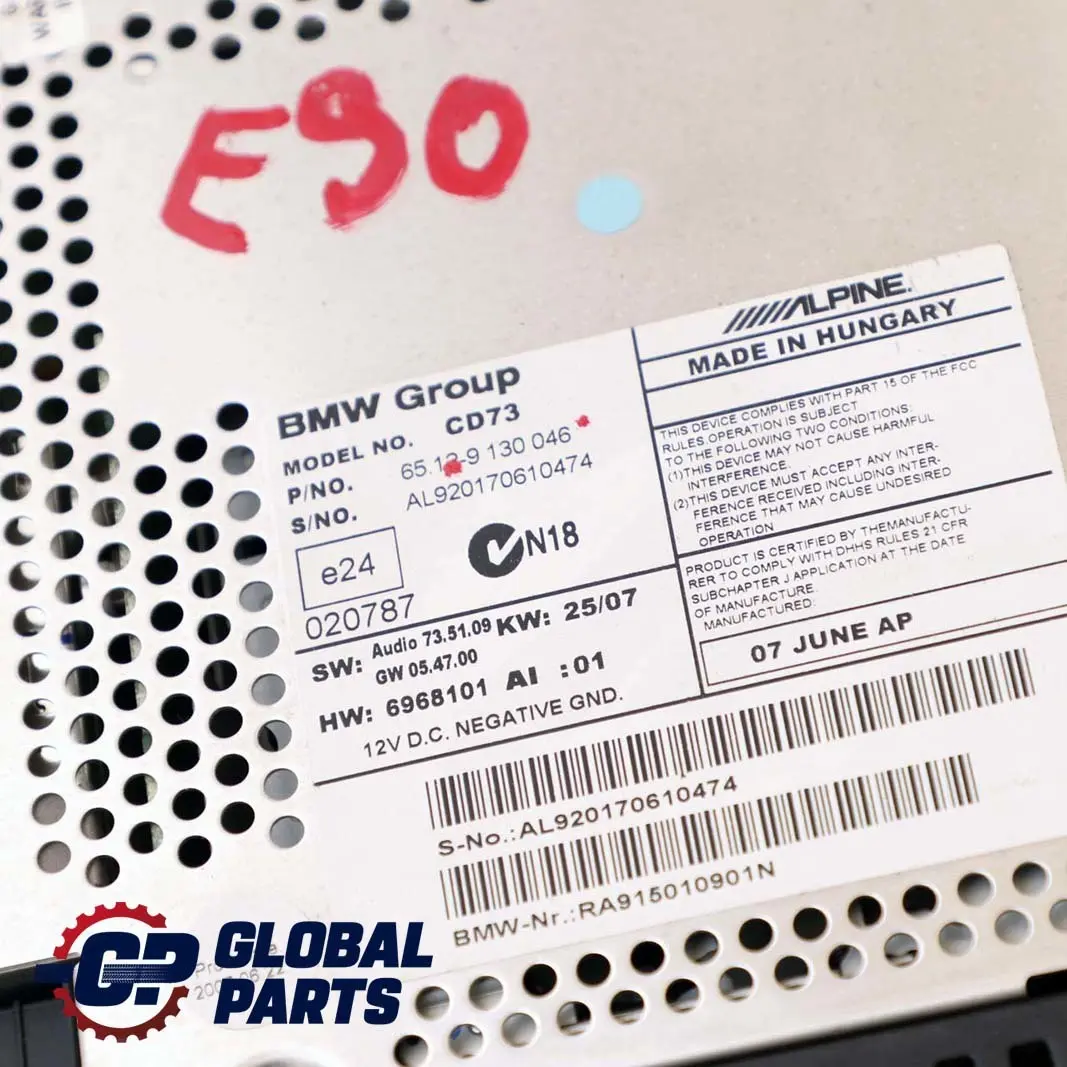 E90
ALPINE
MADE IN HUNGARY
BMW Group
MODEL NO. CD73
P/NO. 65.12-9 130 046
S/NO. AL920170610474
e24
020787
N18
SW: Audio 73.51.09 KW: 25/07
GW 05.47.00
HW: 6968101 AI :01
12V D.C. NEGATIVE GND.
THIS DEVICE COMPLIES WITH PART 15 OF THE FCC
RULES OPERATION IS SUBJECT
TO THE FOLLOWING TWO CONDITIONS:
(1)THIS DEVICE MAY NOT CAUSE HARMFUL
INTERFERENCE.
(2)THIS DEVICE MUST ACCEPT ANY INTER-
FERENCE RECEIVED INCLUDING INTER-
FERENCE THAT MAY CAUSE UNDESIRED
OPERATION
PRODUCT IS CERTIFIED BY THEMANUFACTU-
RER TO COMPLY WITH DHHS RULES 21 CFR
SUBCHAPTER J APPLICATION AT THE DATE
OF MANUFACTURE.
MANUFACTURED:
07 JUNE AP
S-No.:AL920170610474
BMW-Nr.:RA915010901N
GP GLOBAL
PARTS